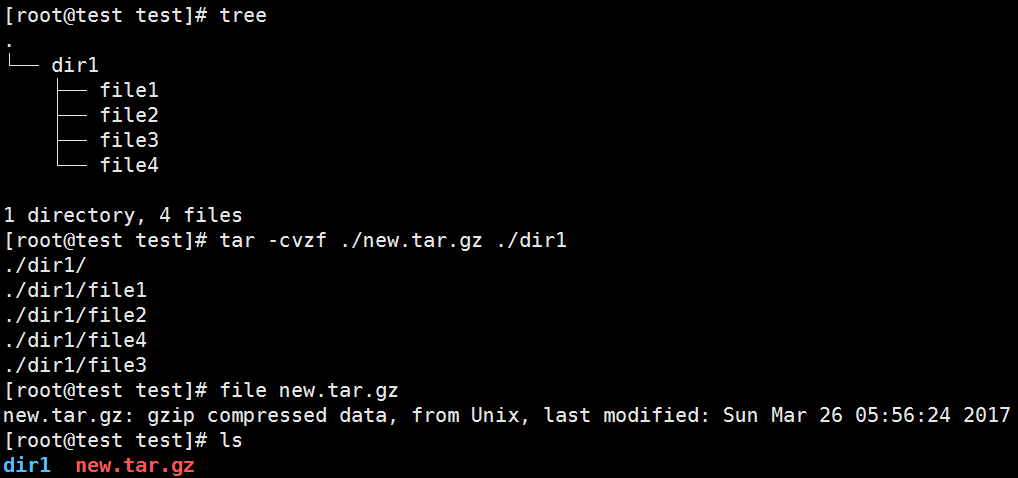 [root@test test]# tree
.
└── dir1
    ├── file1
    ├── file2
    ├── file3
    └── file4

1 directory, 4 files
[root@test test]# tar -cvzf ./new.tar.gz ./dir1
./dir1/
./dir1/file1
./dir1/file2
./dir1/file4
./dir1/file3
[root@test test]# file new.tar.gz
new.tar.gz: gzip compressed data, from Unix, last modified: Sun Mar 26 05:56:24 2017
[root@test test]# ls
dir1  new.tar.gz